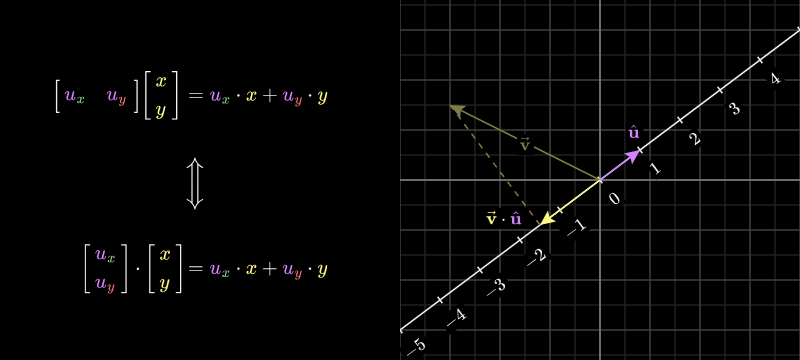 [u_x u_y] [x y] = u_x · x + u_y · y
⇕
[u_x u_y] · [x y] = u_x · x + u_y · y
v⃗
û
v⃗ · û
−5 −4 −3 −2 −1 0 1 2 3 4